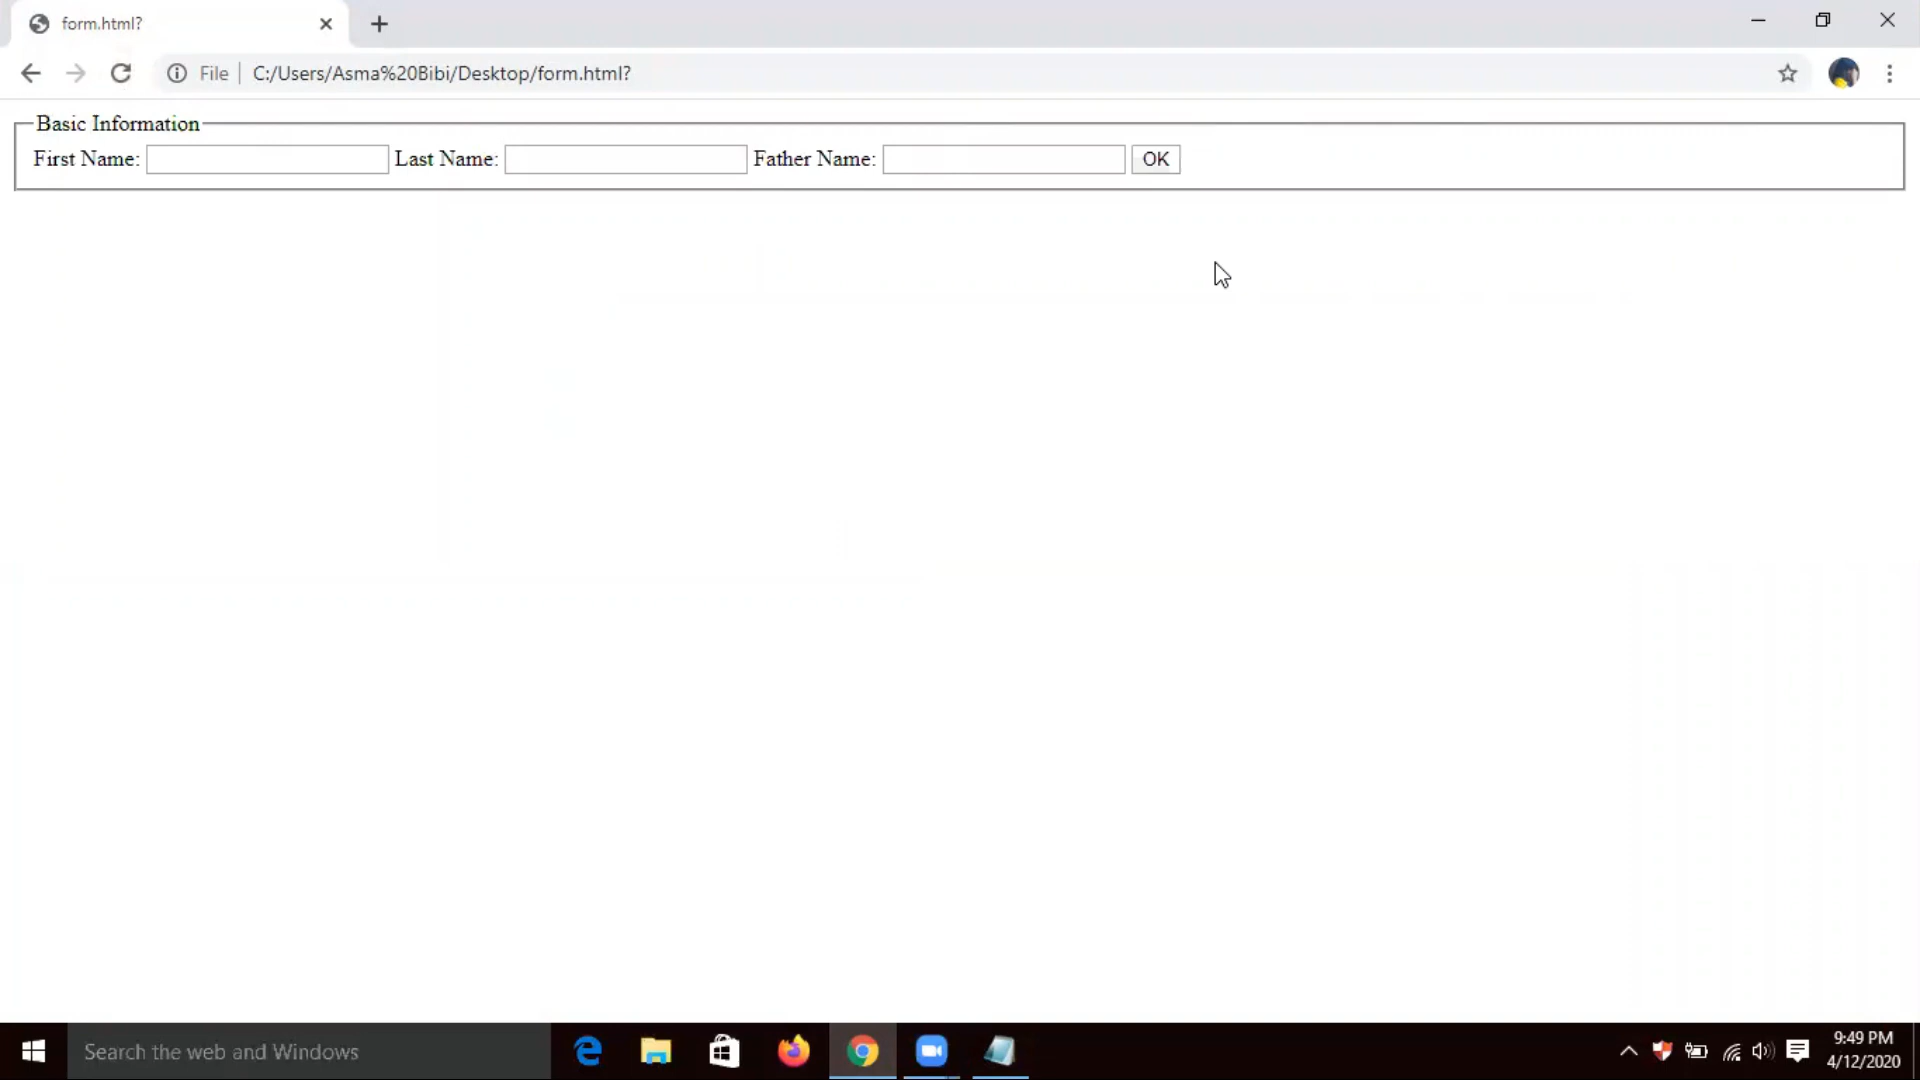 form.html?
File C:/Users/Asma%20Bibi/Desktop/form.html?
Basic Information
First Name: Last Name: Father Name: OK
Search the web and Windows
9:49 PM
4/12/2020